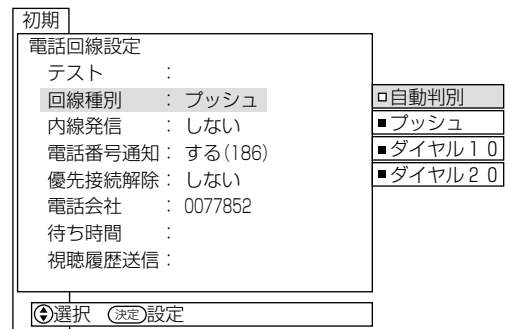 初期
電話回線設定
テスト :
回線種別 : プッシュ
内線発信 : しない
電話番号通知 : する(186)
優先接続解除 : しない
電話会社 : 0077852
待ち時間 :
視聴履歴送信 :
自動判別
プッシュ
ダイヤル10
ダイヤル20
選択 決定 設定